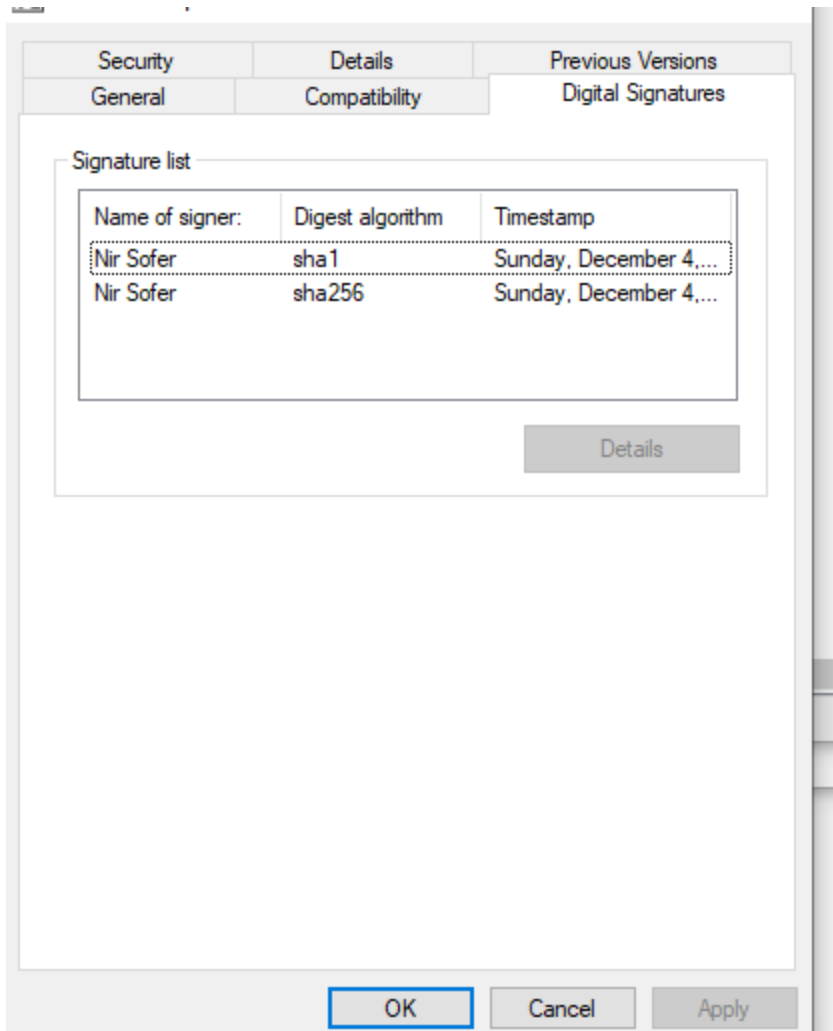 Security Details Previous Versions
General Compatibility Digital Signatures
Signature list
Name of signer: Digest algorithm Timestamp
Nir Sofer sha1 Sunday, December 4,...
Nir Sofer sha256 Sunday, December 4,...
Details
OK Cancel Apply